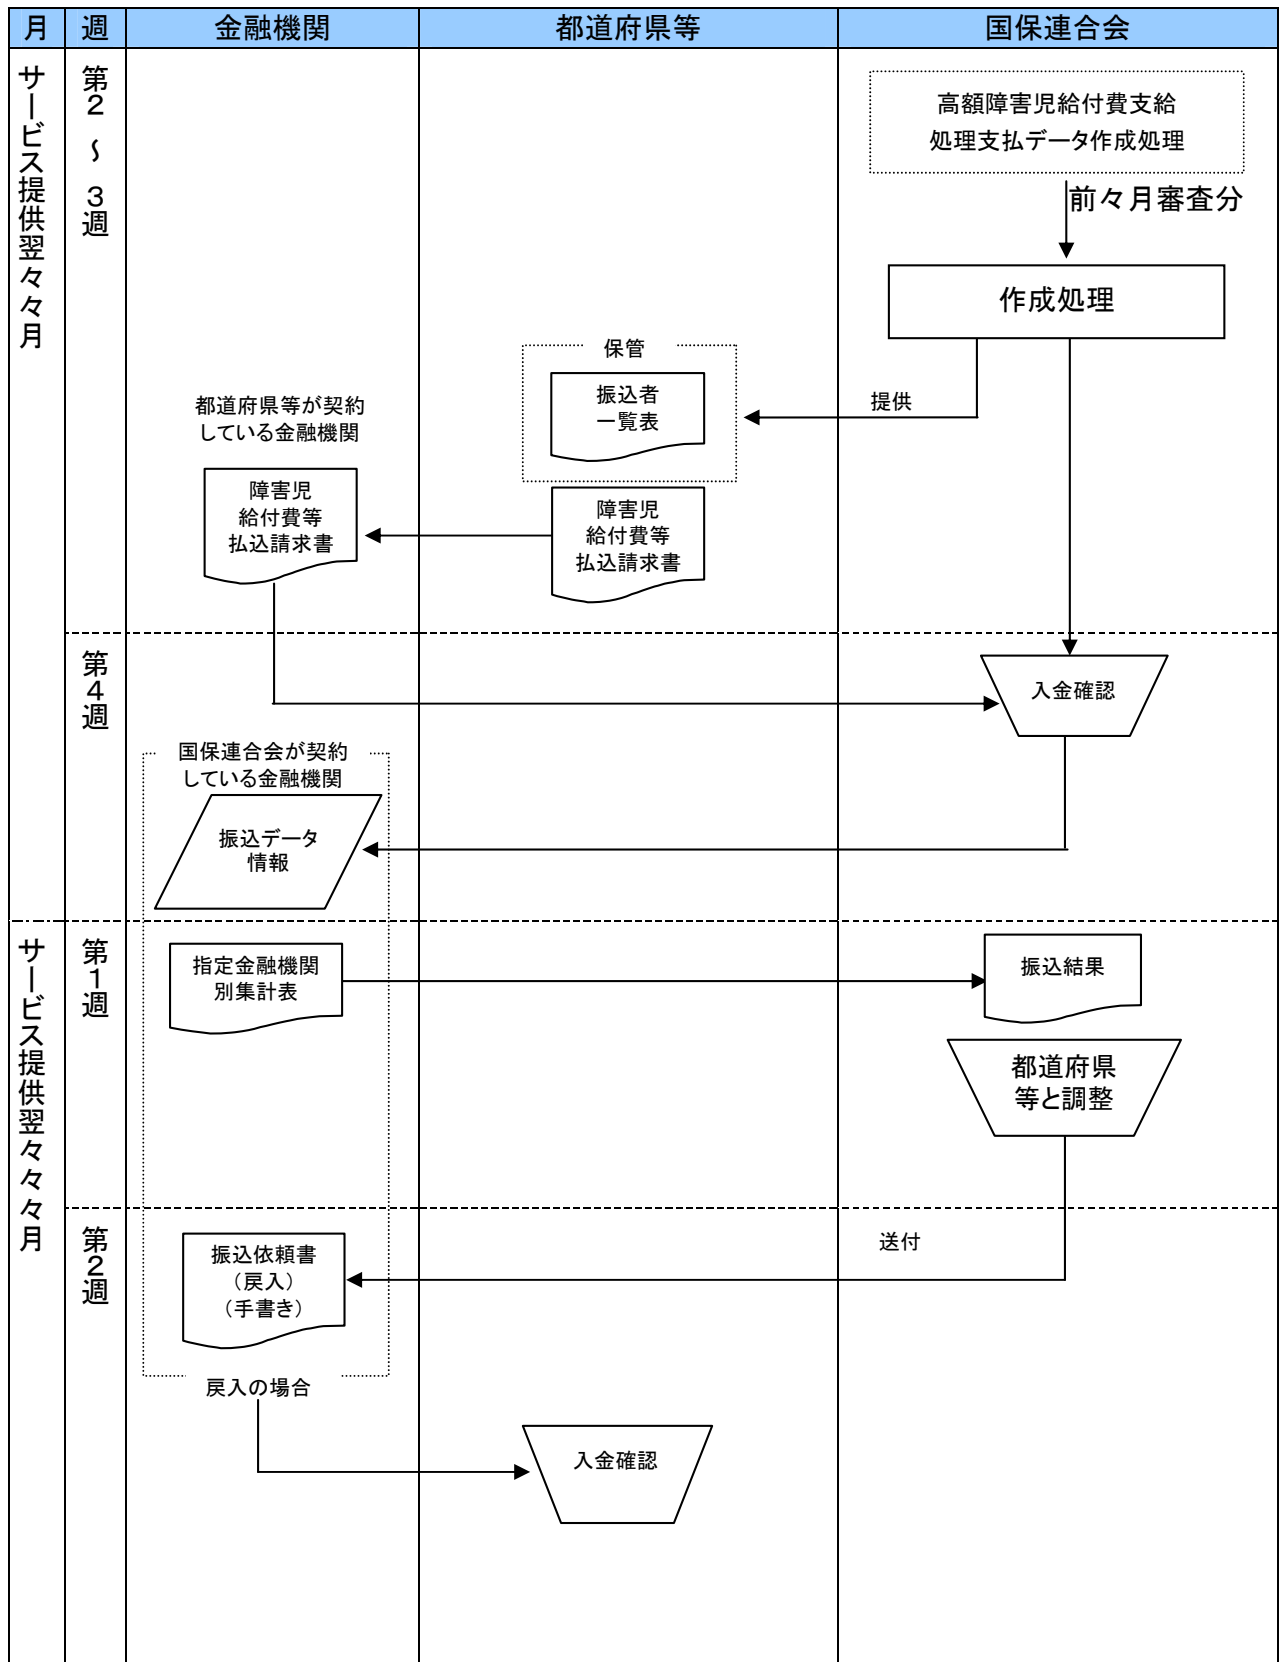 月 週 金融機関 都道府県等 国保連合会
サービス提供翌々月
第2～3週
高額障害児給付費支給
処理支払データ作成処理
前々月審査分
作成処理
保管
振込者
一覧表
提供
都道府県等が契約
している金融機関
障害児
給付費等
払込請求書
障害児
給付費等
払込請求書
第4週
入金確認
国保連合会が契約
している金融機関
振込データ
情報
サービス提供翌々々月
第1週
指定金融機関
別集計表
振込結果
都道府県
等と調整
第2週
送付
振込依頼書
（戻入）
（手書き）
戻入の場合
入金確認